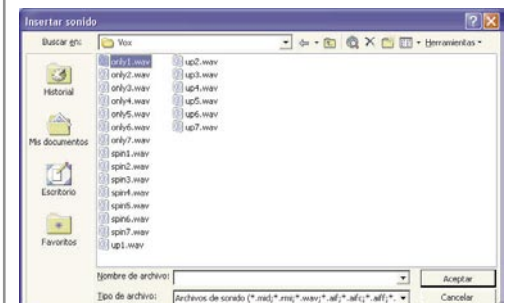 Insertar sonido
Buscar en: Vox Herramientas
Historial
Mis documentos
Escritorio
Favoritos
only1.wav
only2.wav
only3.wav
only4.wav
only5.wav
only6.wav
only7.wav
spin1.wav
spin2.wav
spin3.wav
spin4.wav
spin5.wav
spin6.wav
spin7.wav
up1.wav
up2.wav
up3.wav
up4.wav
up5.wav
up6.wav
up7.wav
Nombre de archivo: Aceptar
Tipo de archivo: Archivos de sonido (*.mid;*.rmi;*.wav;*.aif;*.aifc;*.aiff;*. Cancelar